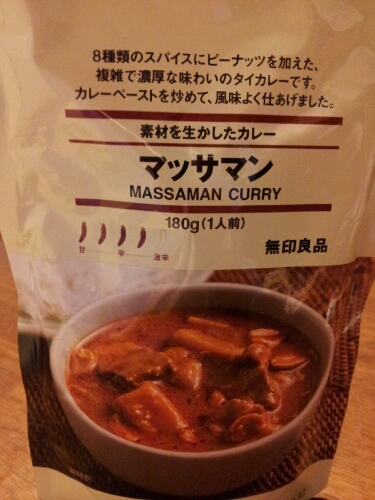 8種類のスパイスにピーナッツを加えた、
複雑で濃厚な味わいのタイカレーです。
カレーペーストを炒めて、風味よく仕あげました。
素材を生かしたカレー
マッサマン
MASSAMAN CURRY
180g(1人前)
甘 辛 激辛
無印良品